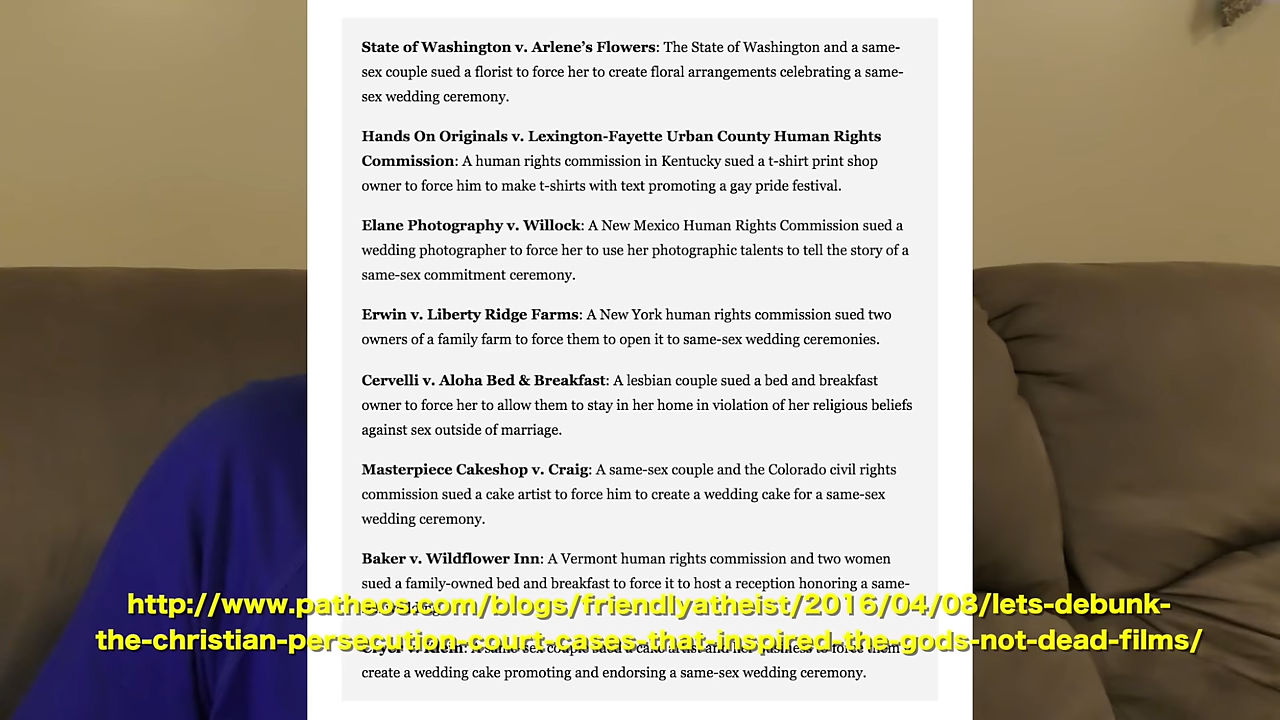 State of Washington v. Arlene’s Flowers: The State of Washington and a same-
sex couple sued a florist to force her to create floral arrangements celebrating a same-
sex wedding ceremony.
Hands On Originals v. Lexington-Fayette Urban County Human Rights
Commission: A human rights commission in Kentucky sued a t-shirt print shop
owner to force him to make t-shirts with text promoting a gay pride festival.
Elane Photography v. Willock: A New Mexico Human Rights Commission sued a
wedding photographer to force her to use her photographic talents to tell the story of a
same-sex commitment ceremony.
Erwin v. Liberty Ridge Farms: A New York human rights commission sued two
owners of a family farm to force them to open it to same-sex wedding ceremonies.
Cervelli v. Aloha Bed & Breakfast: A lesbian couple sued a bed and breakfast
owner to force her to allow them to stay in her home in violation of her religious beliefs
against sex outside of marriage.
Masterpiece Cakeshop v. Craig: A same-sex couple and the Colorado civil rights
commission sued a cake artist to force him to create a wedding cake for a same-sex
wedding ceremony.
Baker v. Wildflower Inn: A Vermont human rights commission and two women
sued a family-owned bed and breakfast to force it to host a reception honoring a same-
http://www.patheos.com/blogs/friendlyatheist/2016/04/08/lets-debunk-
the-christian-persecution-court-cases-that-inspired-the-gods-not-dead-films/
create a wedding cake promoting and endorsing a same-sex wedding ceremony.